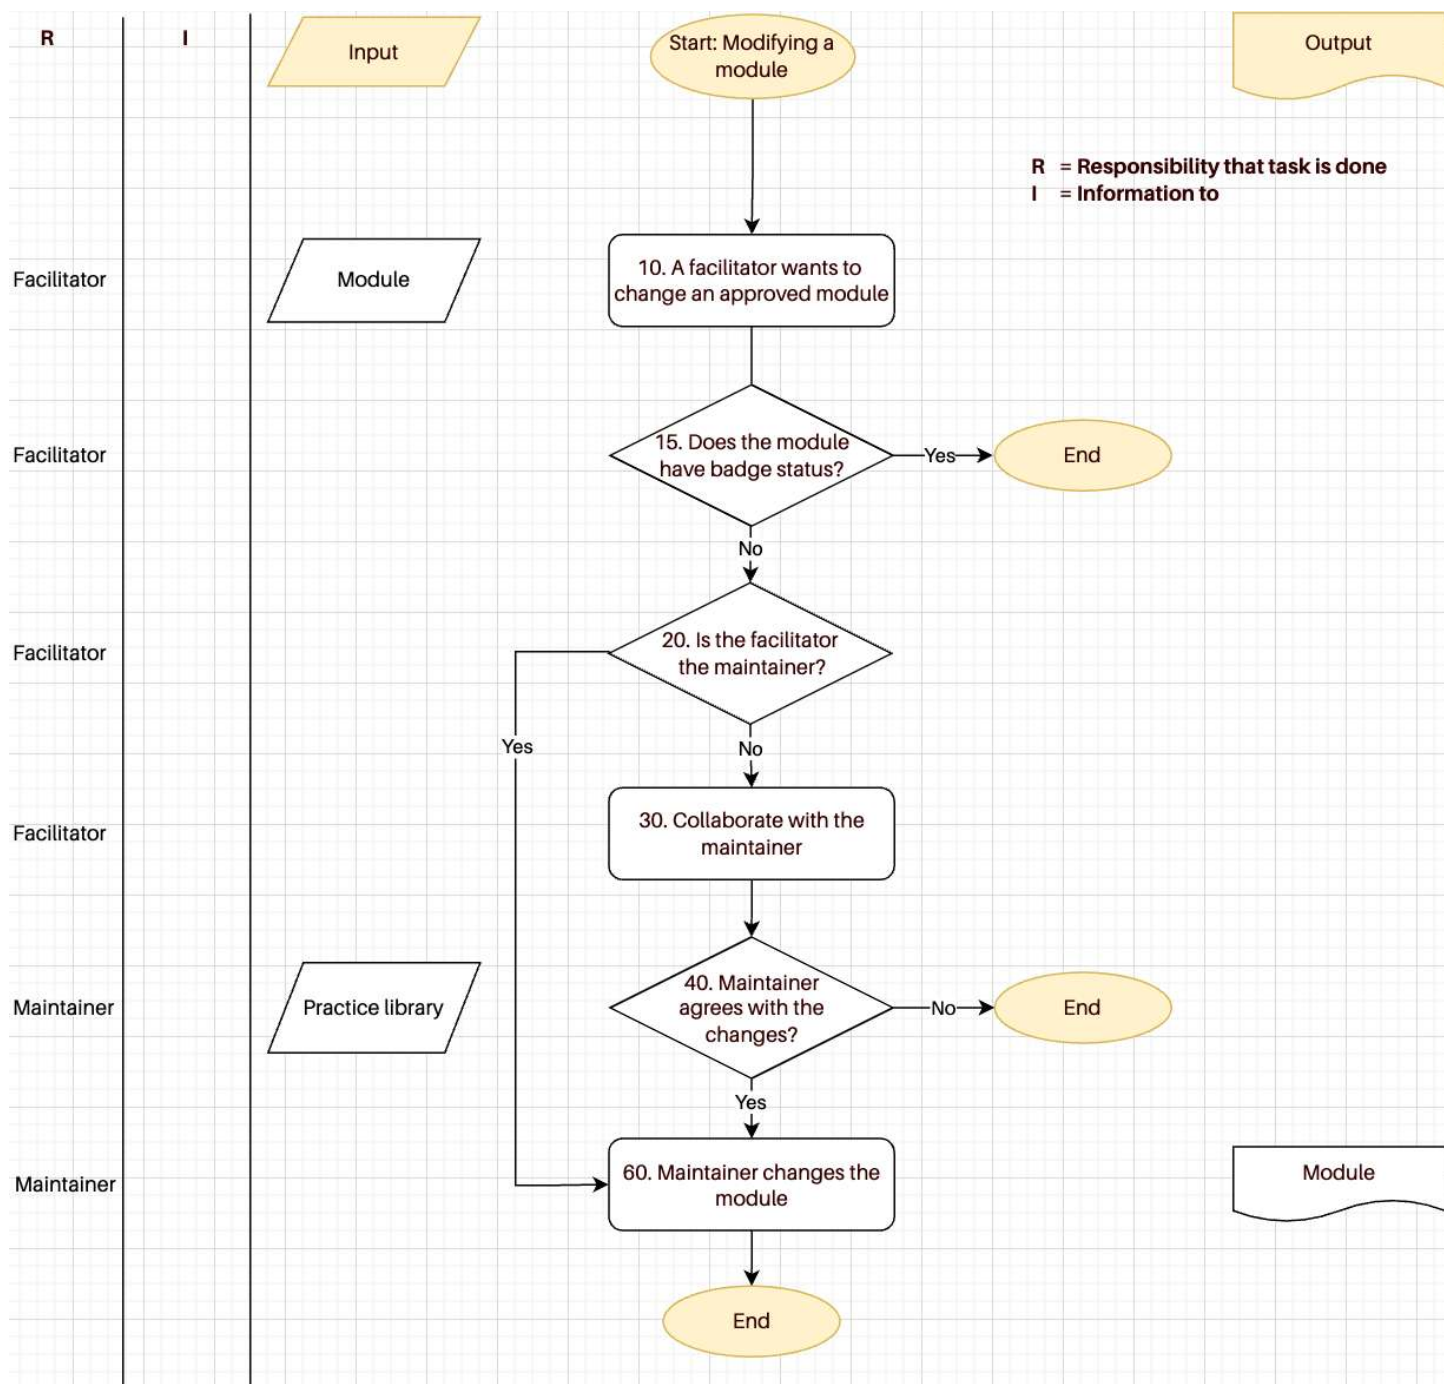 R
I
Input
Start: Modifying a
module
Output
R = Responsibility that task is done
I = Information to
Facilitator
Module
10. A facilitator wants to
change an approved module
Facilitator
15. Does the module
have badge status?
Yes
End
No
Facilitator
20. Is the facilitator
the maintainer?
Yes
No
Facilitator
30. Collaborate with the
maintainer
Maintainer
Practice library
40. Maintainer
agrees with the
changes?
No
End
Yes
Maintainer
60. Maintainer changes the
module
Module
End